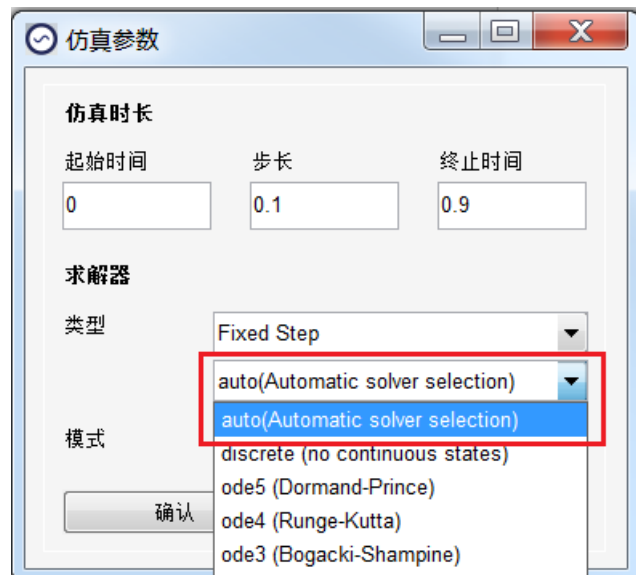 仿真参数
仿真时长
起始时间 步长 终止时间
0 0.1 0.9
求解器
类型 Fixed Step
auto(Automatic solver selection)
auto(Automatic solver selection)
模式
discrete (no continuous states)
ode5 (Dormand-Prince)
确认
ode4 (Runge-Kutta)
ode3 (Bogacki-Shampine)